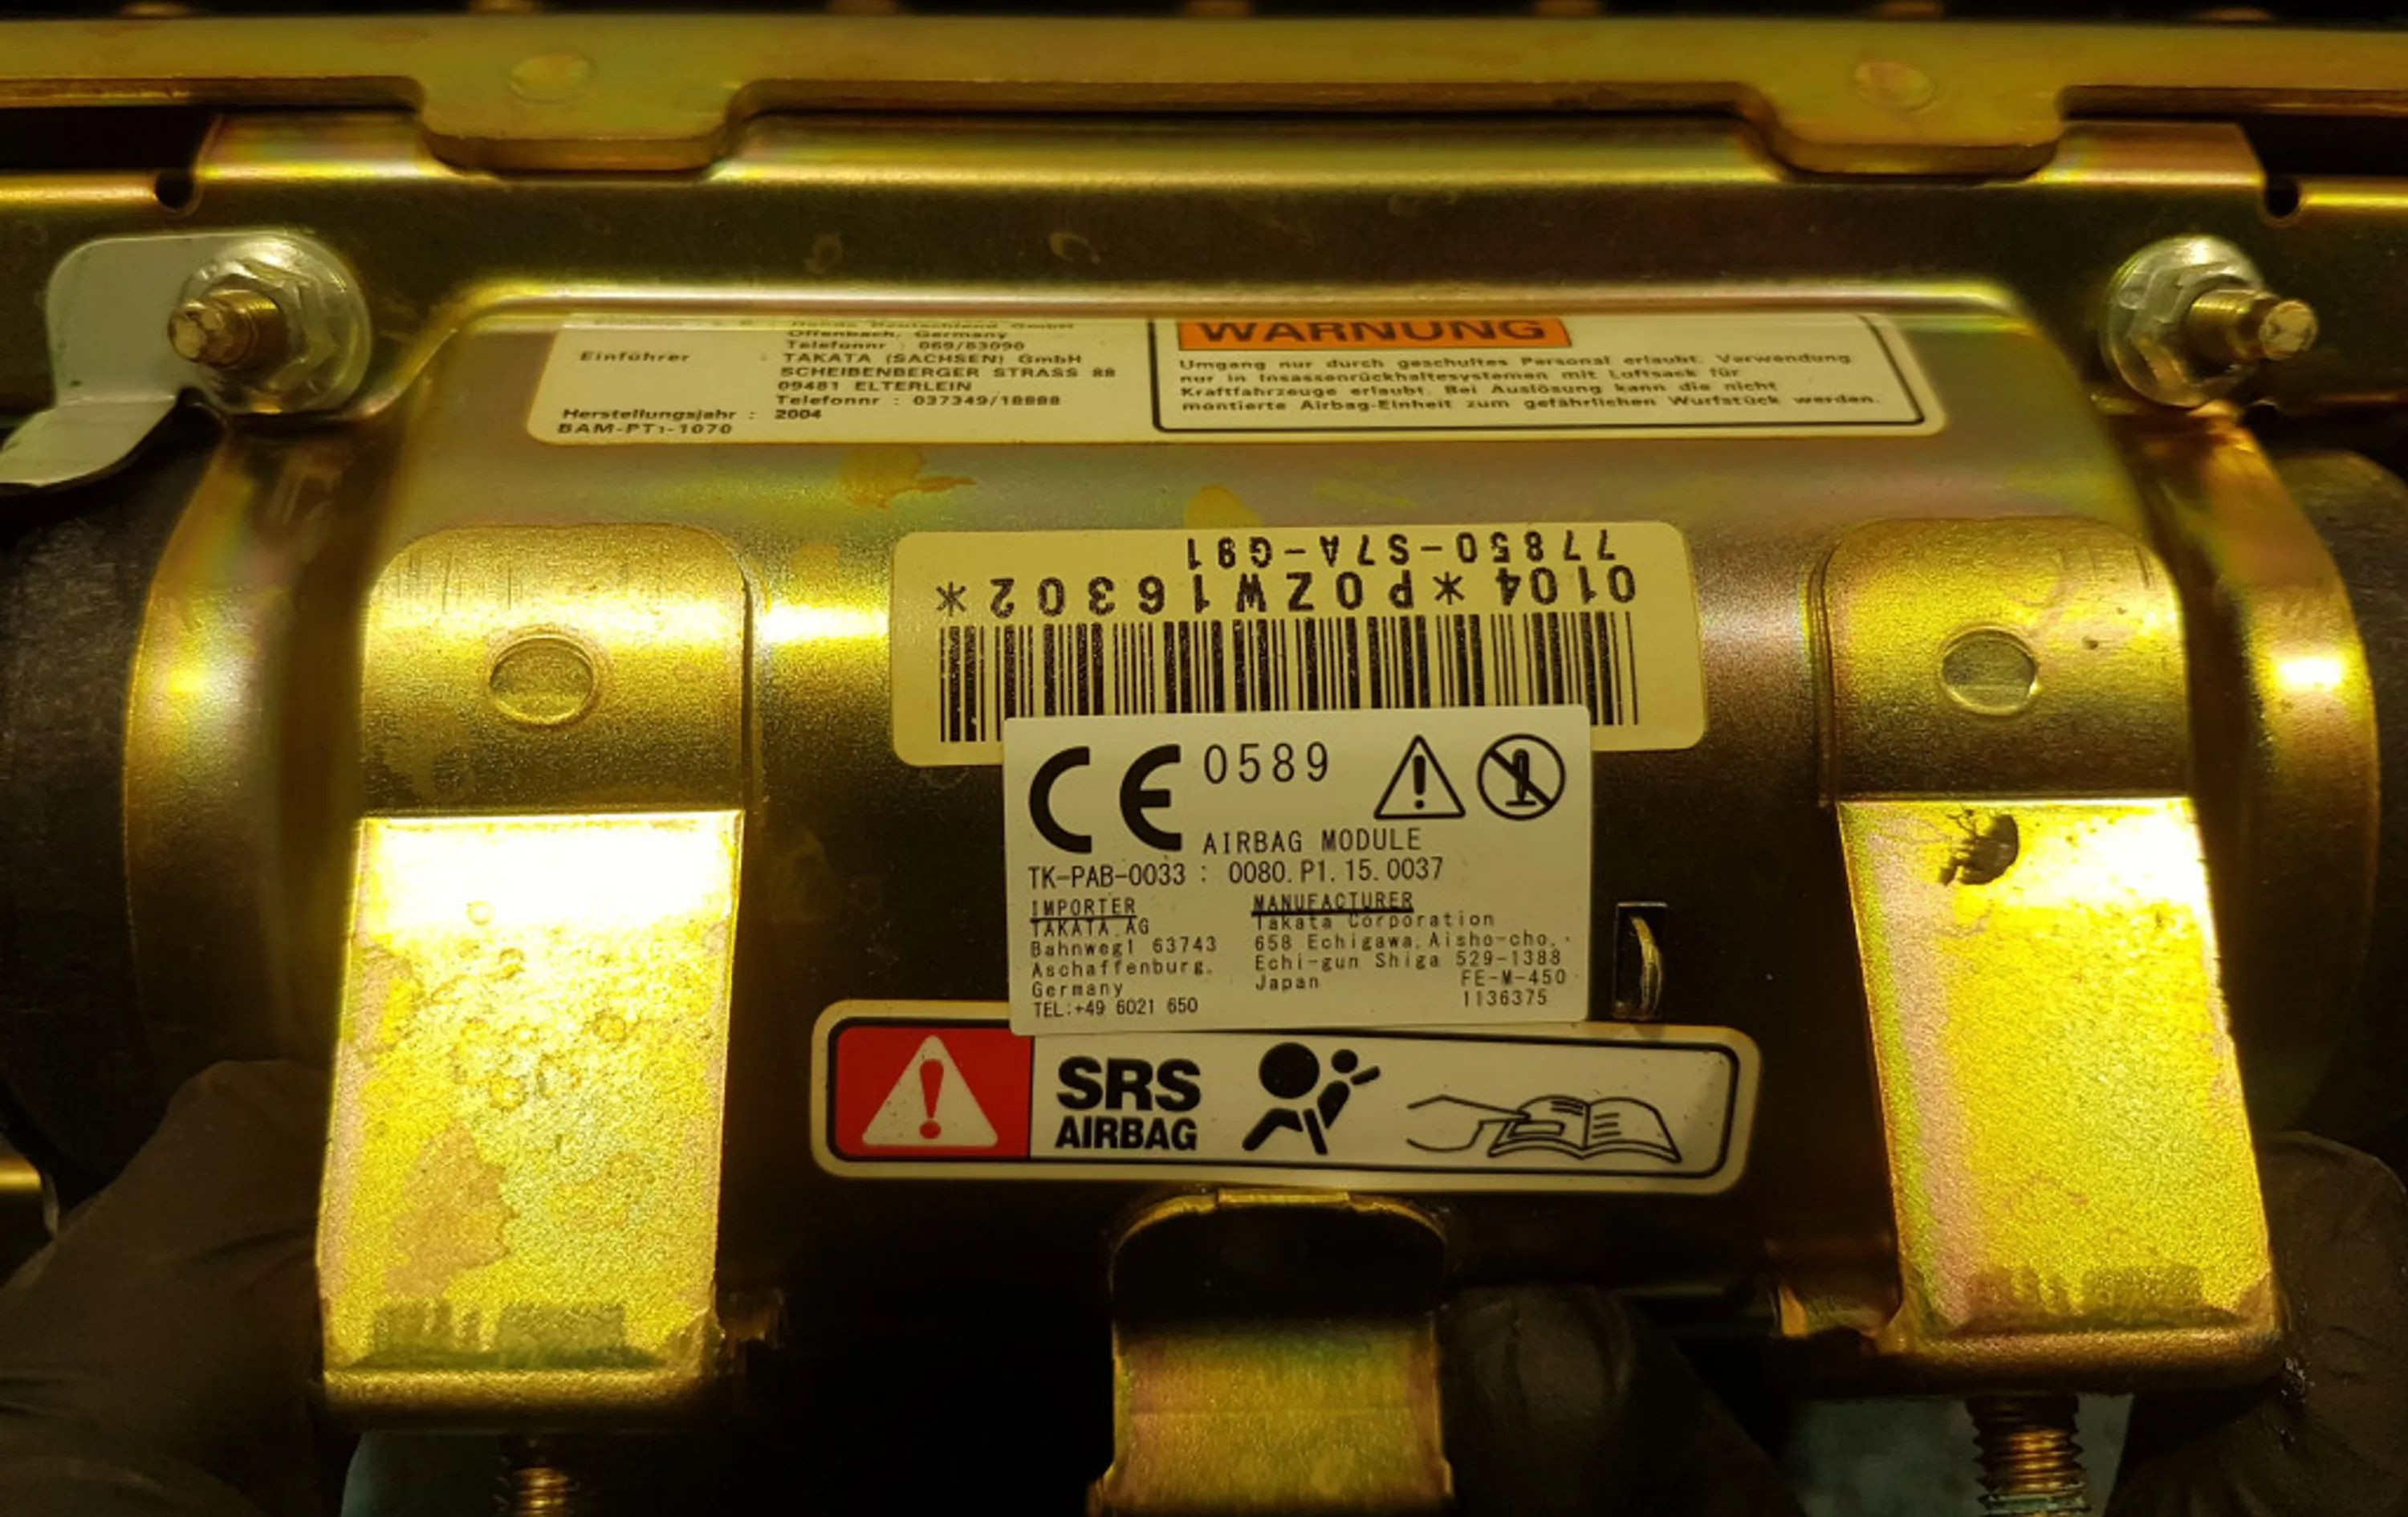 Offenbach, Germany
Telefonnr : 069/83090
Einführer : TAKATA (SACHSEN) GmbH
SCHEIBENBERGER STRASS 88
09481 ELTERLEIN
Telefonnr : 037349/18888
Herstellungsjahr : 2004
BAM-PT1-1070
WARNUNG
Umgang nur durch geschultes Personal erlaubt. Verwendung
nur in Insassenrückhaltesystemen mit Luftsack für
Kraftfahrzeuge erlaubt. Bei Auslösung kann die nicht
montierte Airbag-Einheit zum gefährlichen Wurfstück werden.
77850-S7A-G91
0104*P0ZW16302*
CE 0589
AIRBAG MODULE
TK-PAB-0033 : 0080.P1.15.0037
IMPORTER
TAKATA AG
Bahnweg1 63743
Aschaffenburg,
Germany
TEL:+49 6021 650
MANUFACTURER
Takata Corporation
658 Echigawa,Aisho-cho,
Echi-gun Shiga 529-1388
Japan
FE-M-450
1136375
SRS
AIRBAG